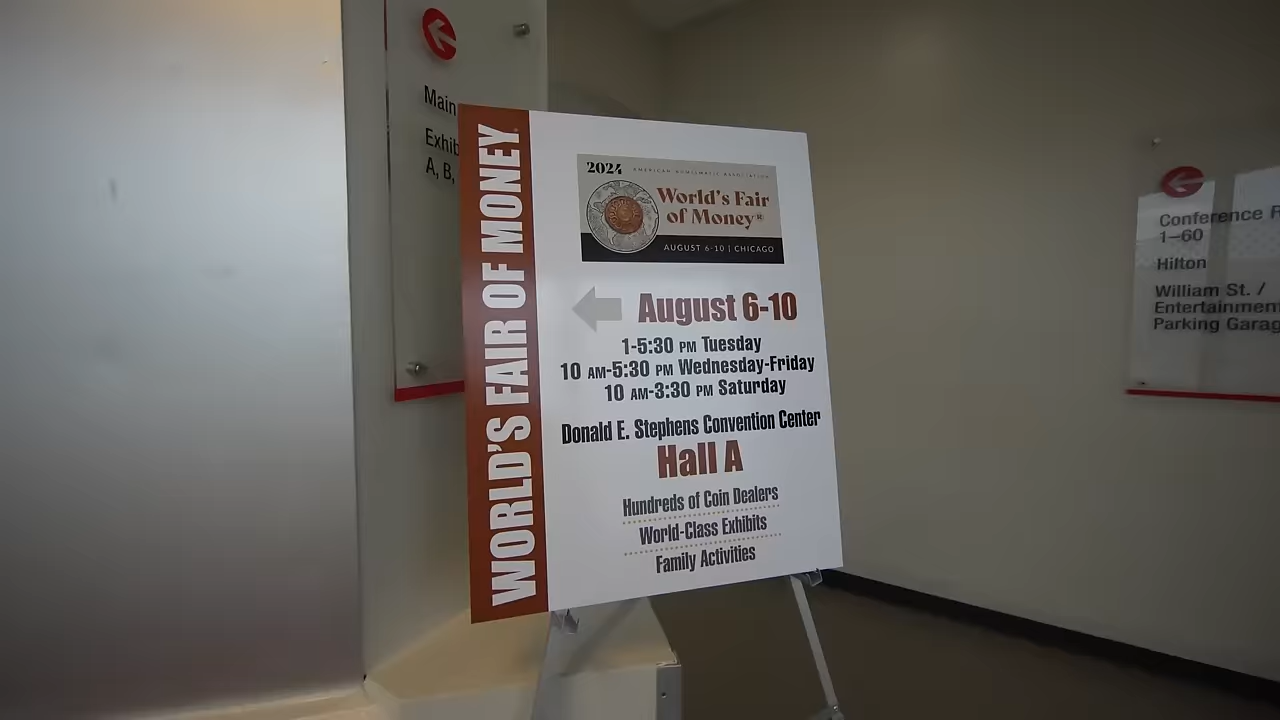 Main
Exhib
A, B,
WORLD'S FAIR OF MONEY
2024 AMERICAN NUMISMATIC ASSOCIATION
World's Fair
of Money®
AUGUST 6-10 | CHICAGO
August 6-10
1-5:30 PM Tuesday
10 AM-5:30 PM Wednesday-Friday
10 AM-3:30 PM Saturday
Donald E. Stephens Convention Center
Hall A
Hundreds of Coin Dealers
World-Class Exhibits
Family Activities
Conference R
1–60
Hilton
William St. /
Entertainmen
Parking Garag